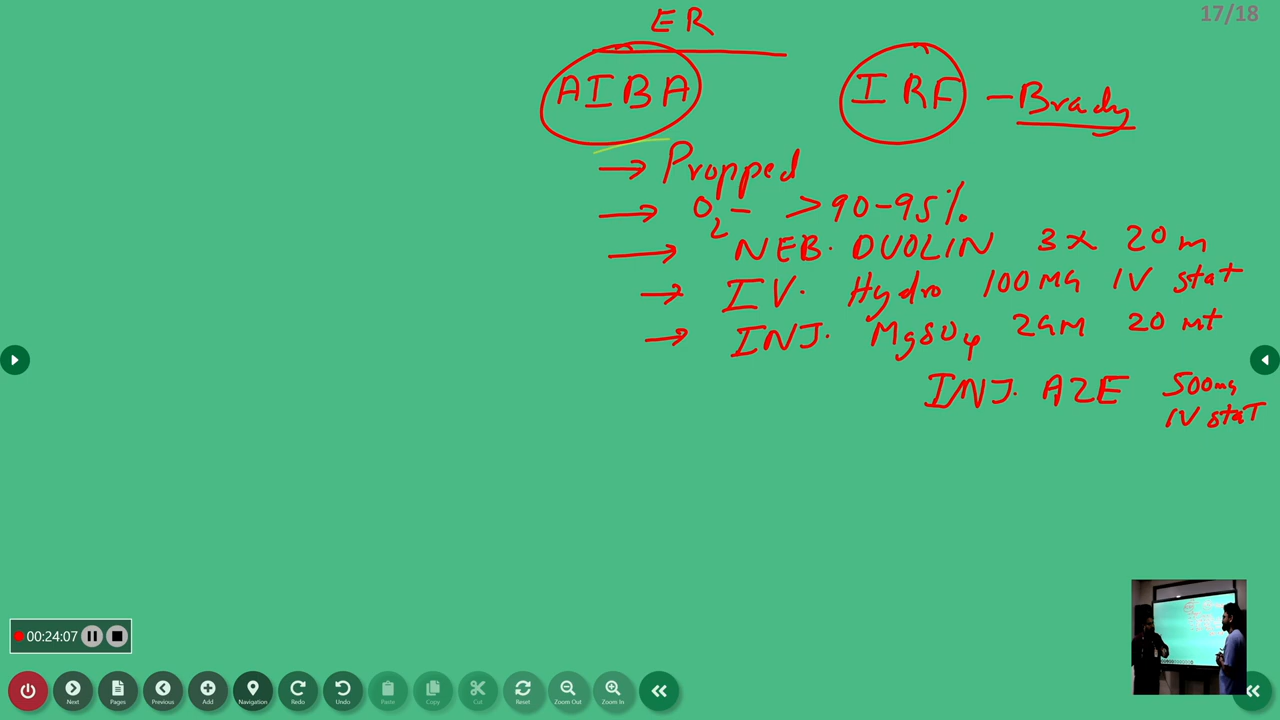 17/18
ER
AIBA IRF - Brady
→ Propped
→ O2 - >90-95%
→ NEB. DUOLIN 3 x 20 m
→ IV. Hydro 100MG IV stat
→ INJ. MgSO4 2GM 20 mt
INJ. AZE 500mg
IV staT
00:24:07
Next Pages Previous Add Navigation Redo Undo Paste Copy Cut Reset Zoom Out Zoom In